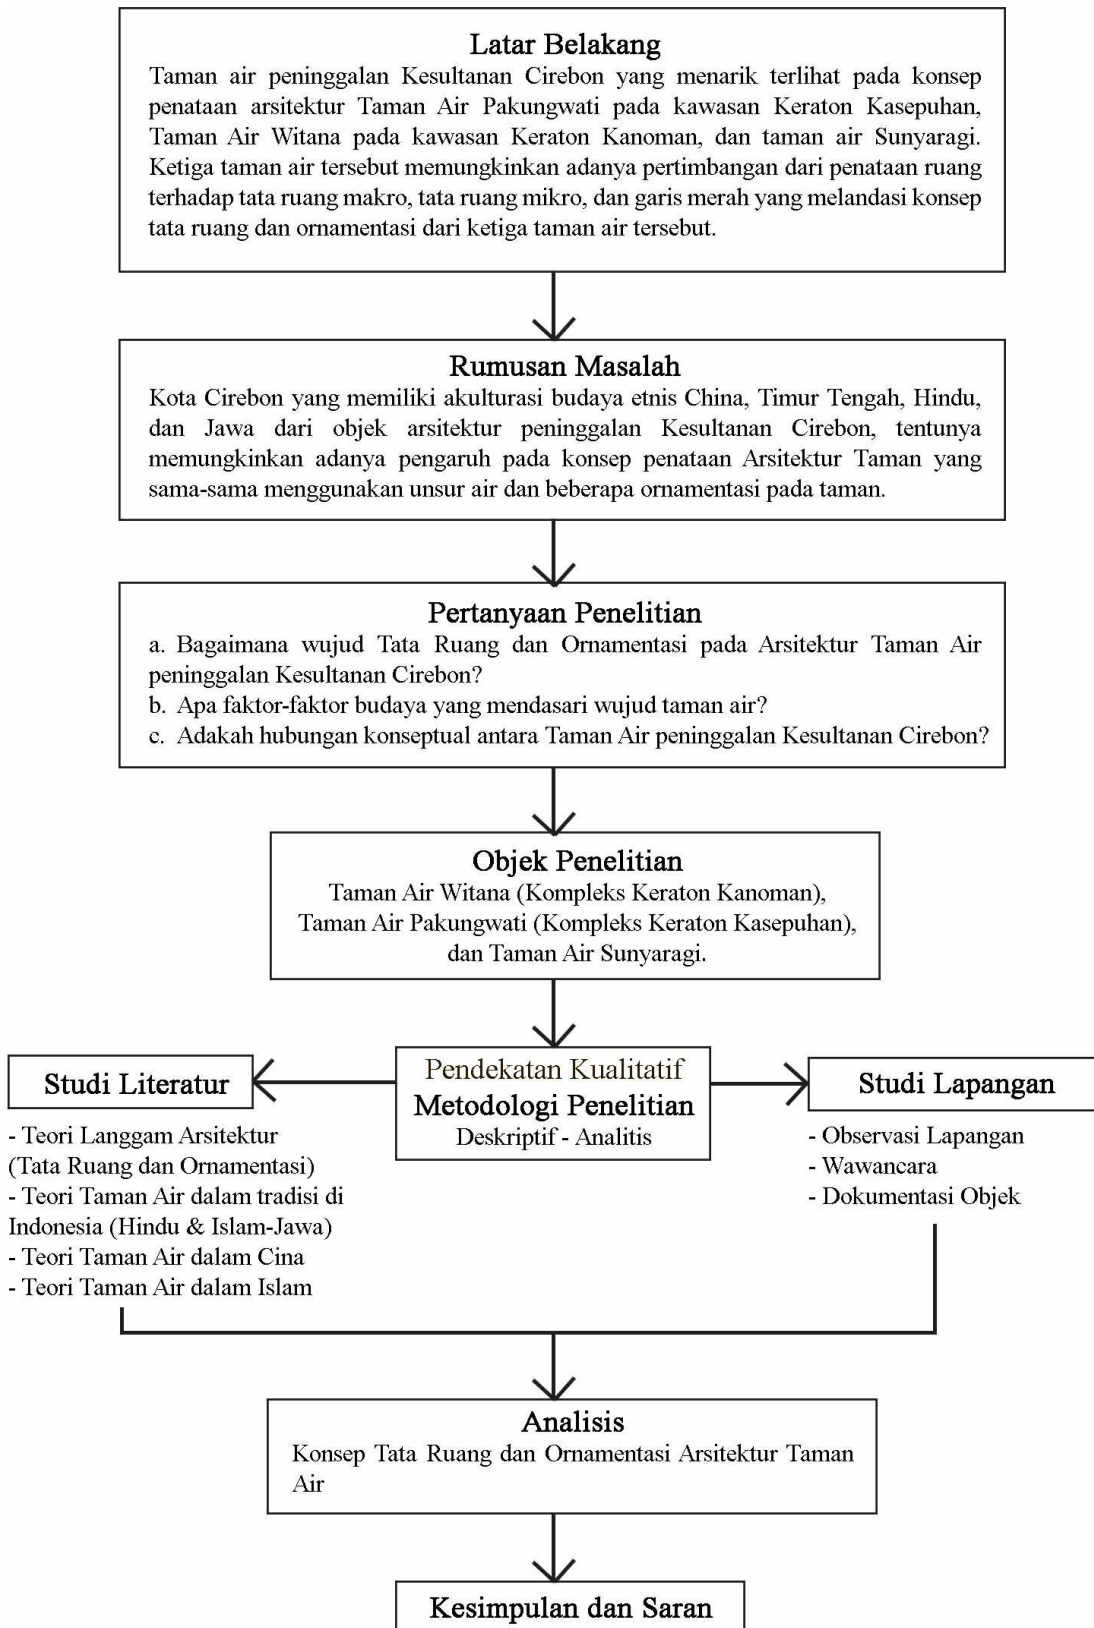 Latar Belakang
Taman air peninggalan Kesultanan Cirebon yang menarik terlihat pada konsep
penataan arsitektur Taman Air Pakungwati pada kawasan Keraton Kasepuhan,
Taman Air Witana pada kawasan Keraton Kanoman, dan taman air Sunyaragi.
Ketiga taman air tersebut memungkinkan adanya pertimbangan dari penataan ruang
terhadap tata ruang makro, tata ruang mikro, dan garis merah yang melandasi konsep
tata ruang dan ornamentasi dari ketiga taman air tersebut.
Rumusan Masalah
Kota Cirebon yang memiliki akulturasi budaya etnis China, Timur Tengah, Hindu,
dan Jawa dari objek arsitektur peninggalan Kesultanan Cirebon, tentunya
memungkinkan adanya pengaruh pada konsep penataan Arsitektur Taman yang
sama-sama menggunakan unsur air dan beberapa ornamentasi pada taman.
Pertanyaan Penelitian
a. Bagaimana wujud Tata Ruang dan Ornamentasi pada Arsitektur Taman Air
peninggalan Kesultanan Cirebon?
b. Apa faktor-faktor budaya yang mendasari wujud taman air?
c. Adakah hubungan konseptual antara Taman Air peninggalan Kesultanan Cirebon?
Objek Penelitian
Taman Air Witana (Kompleks Keraton Kanoman),
Taman Air Pakungwati (Kompleks Keraton Kasepuhan),
dan Taman Air Sunyaragi.
Pendekatan Kualitatif
Metodologi Penelitian
Deskriptif - Analitis
Studi Literatur
- Teori Langgam Arsitektur
(Tata Ruang dan Ornamentasi)
- Teori Taman Air dalam tradisi di
Indonesia (Hindu & Islam-Jawa)
- Teori Taman Air dalam Cina
- Teori Taman Air dalam Islam
Studi Lapangan
- Observasi Lapangan
- Wawancara
- Dokumentasi Objek
Analisis
Konsep Tata Ruang dan Ornamentasi Arsitektur Taman
Air
Kesimpulan dan Saran